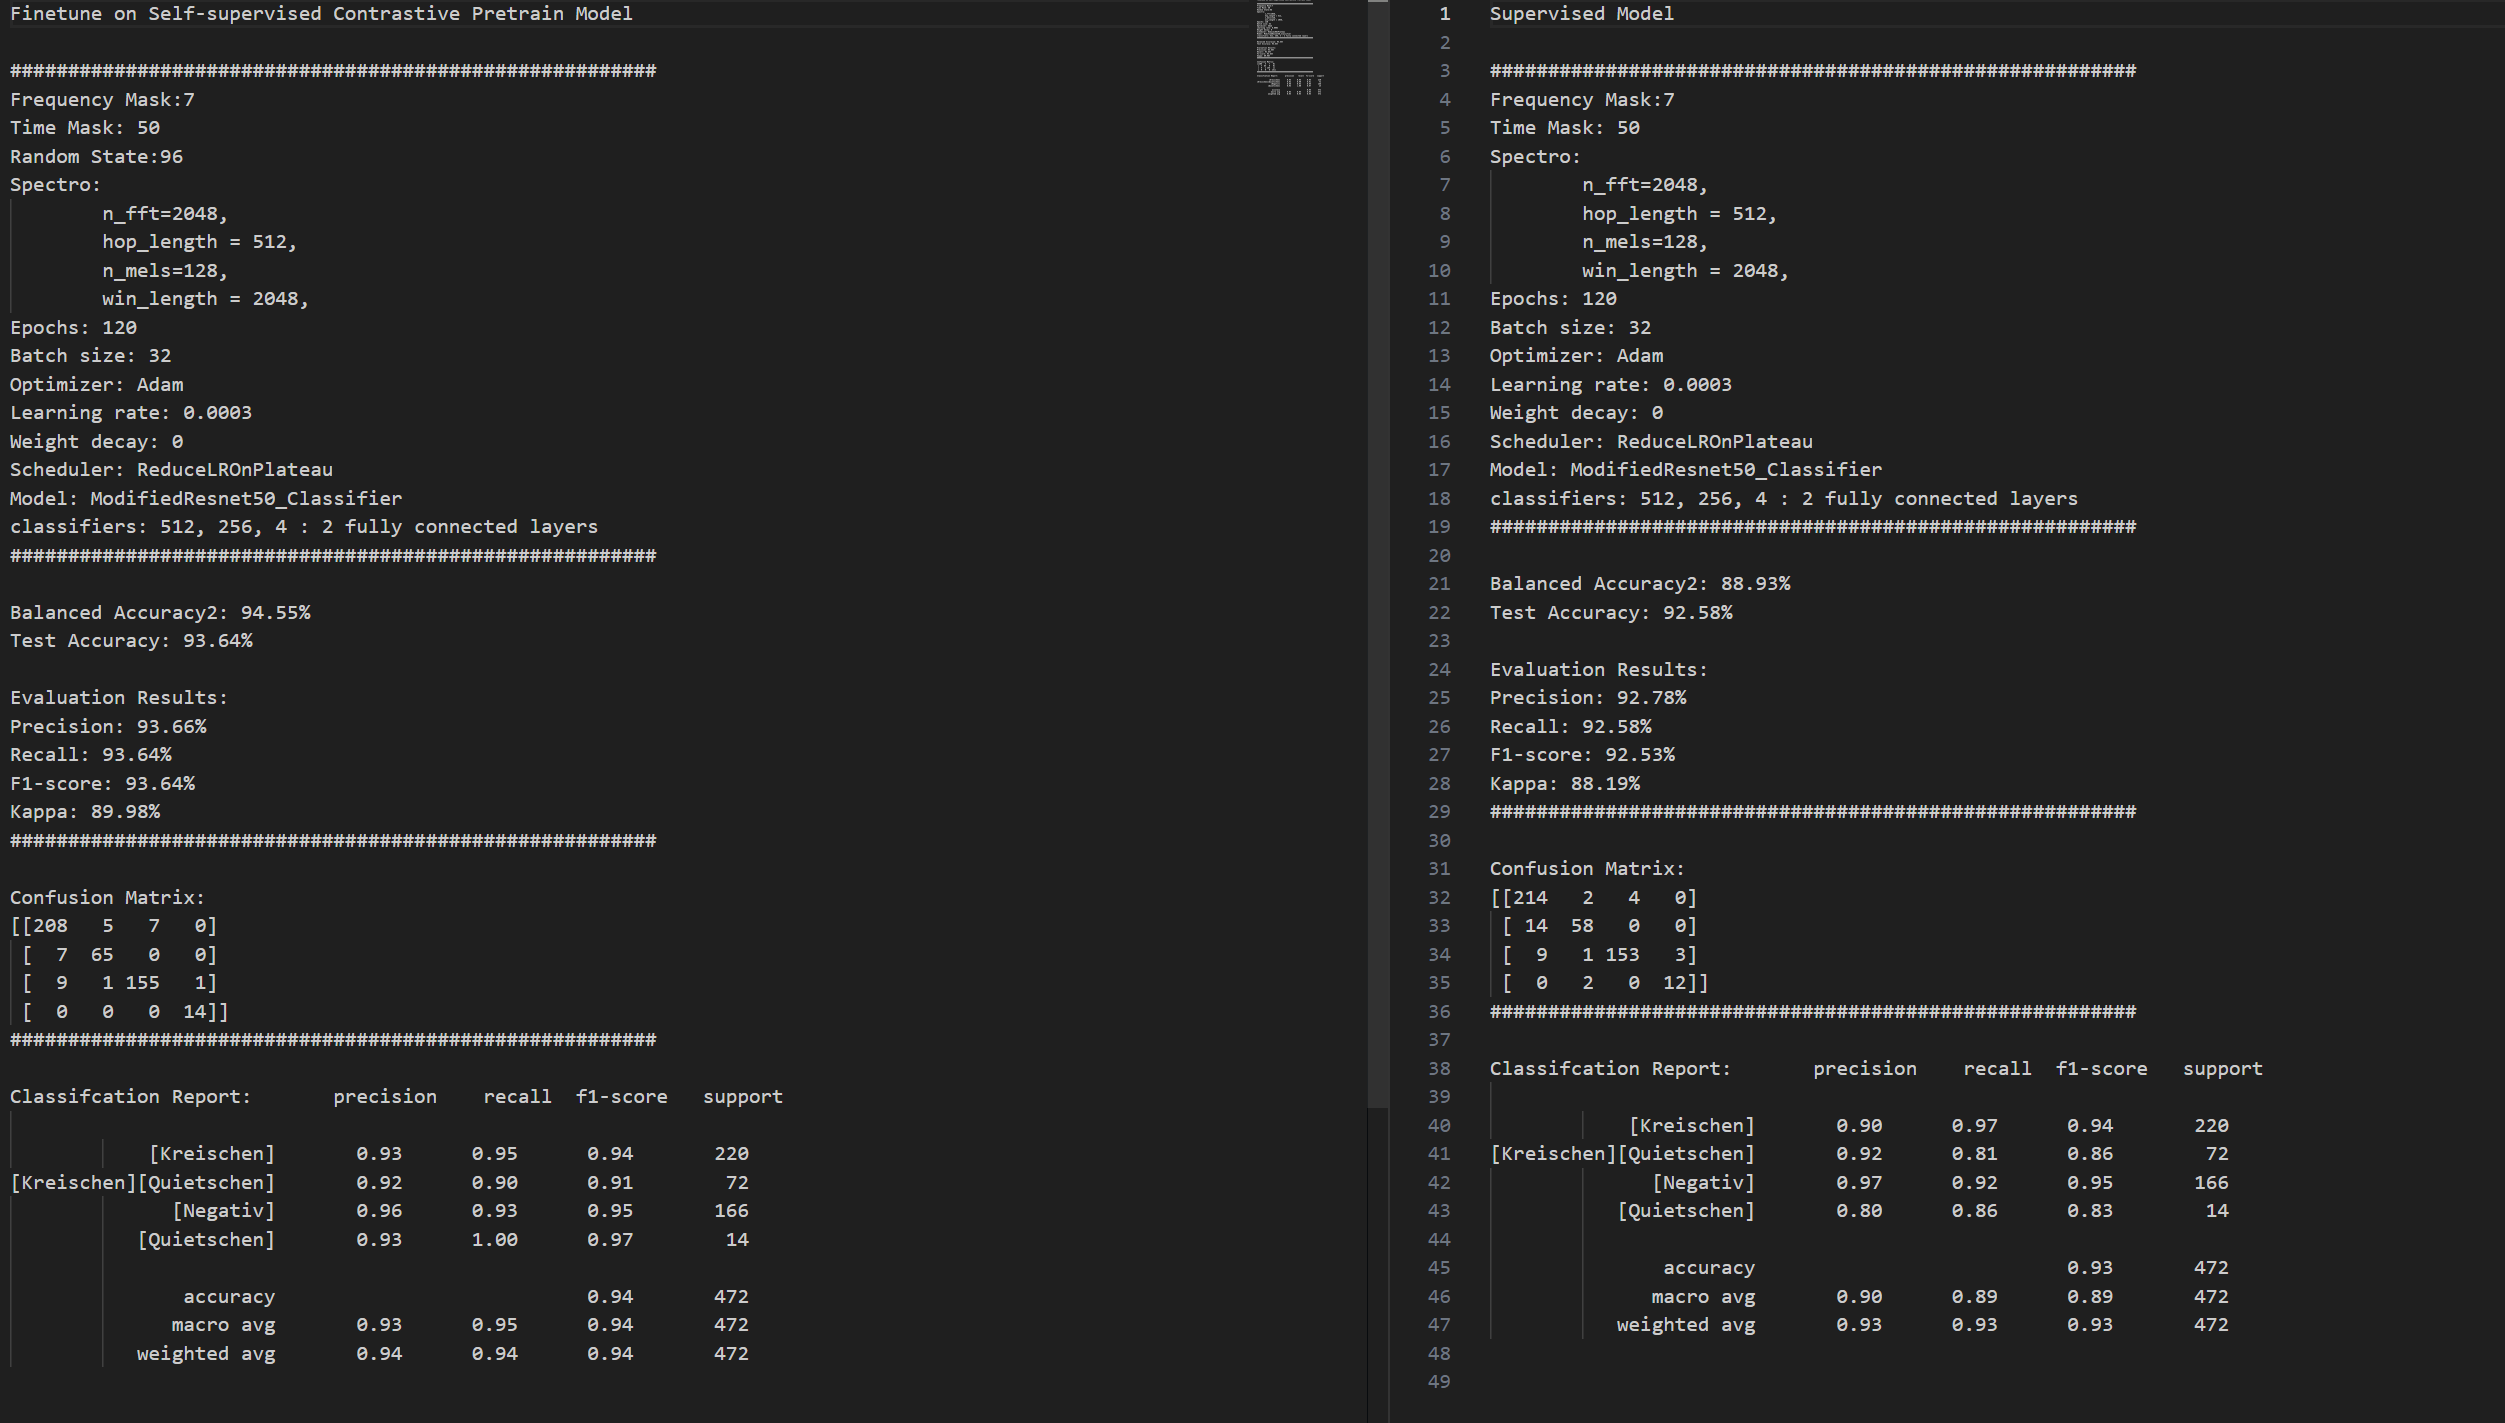 Finetune on Self-supervised Contrastive Pretrain Model

########################################################
Frequency Mask:7
Time Mask: 50
Random State:96
Spectro:
        n_fft=2048,
        hop_length = 512,
        n_mels=128,
        win_length = 2048,
Epochs: 120
Batch size: 32
Optimizer: Adam
Learning rate: 0.0003
Weight decay: 0
Scheduler: ReduceLROnPlateau
Model: ModifiedResnet50_Classifier
classifiers: 512, 256, 4 : 2 fully connected layers
########################################################

Balanced Accuracy2: 94.55%
Test Accuracy: 93.64%

Evaluation Results:
Precision: 93.66%
Recall: 93.64%
F1-score: 93.64%
Kappa: 89.98%
########################################################

Confusion Matrix:
[[208   5   7   0]
 [  7  65   0   0]
 [  9   1 155   1]
 [  0   0   0  14]]
########################################################

Classifcation Report:       precision    recall  f1-score   support

            [Kreischen]       0.93      0.95      0.94       220
[Kreischen][Quietschen]       0.92      0.90      0.91        72
              [Negativ]       0.96      0.93      0.95       166
           [Quietschen]       0.93      1.00      0.97        14

               accuracy                           0.94       472
              macro avg       0.93      0.95      0.94       472
           weighted avg       0.94      0.94      0.94       472

1 Supervised Model
2
3 ########################################################
4 Frequency Mask:7
5 Time Mask: 50
6 Spectro:
7         n_fft=2048,
8         hop_length = 512,
9         n_mels=128,
10         win_length = 2048,
11 Epochs: 120
12 Batch size: 32
13 Optimizer: Adam
14 Learning rate: 0.0003
15 Weight decay: 0
16 Scheduler: ReduceLROnPlateau
17 Model: ModifiedResnet50_Classifier
18 classifiers: 512, 256, 4 : 2 fully connected layers
19 ########################################################
20
21 Balanced Accuracy2: 88.93%
22 Test Accuracy: 92.58%
23
24 Evaluation Results:
25 Precision: 92.78%
26 Recall: 92.58%
27 F1-score: 92.53%
28 Kappa: 88.19%
29 ########################################################
30
31 Confusion Matrix:
32 [[214   2   4   0]
33  [ 14  58   0   0]
34  [  9   1 153   3]
35  [  0   2   0  12]]
36 ########################################################
37
38 Classifcation Report:       precision    recall  f1-score   support
39
40             [Kreischen]       0.90      0.97      0.94       220
41 [Kreischen][Quietschen]       0.92      0.81      0.86        72
42               [Negativ]       0.97      0.92      0.95       166
43            [Quietschen]       0.80      0.86      0.83        14
44
45                accuracy                           0.93       472
46               macro avg       0.90      0.89      0.89       472
47            weighted avg       0.93      0.93      0.93       472
48
49